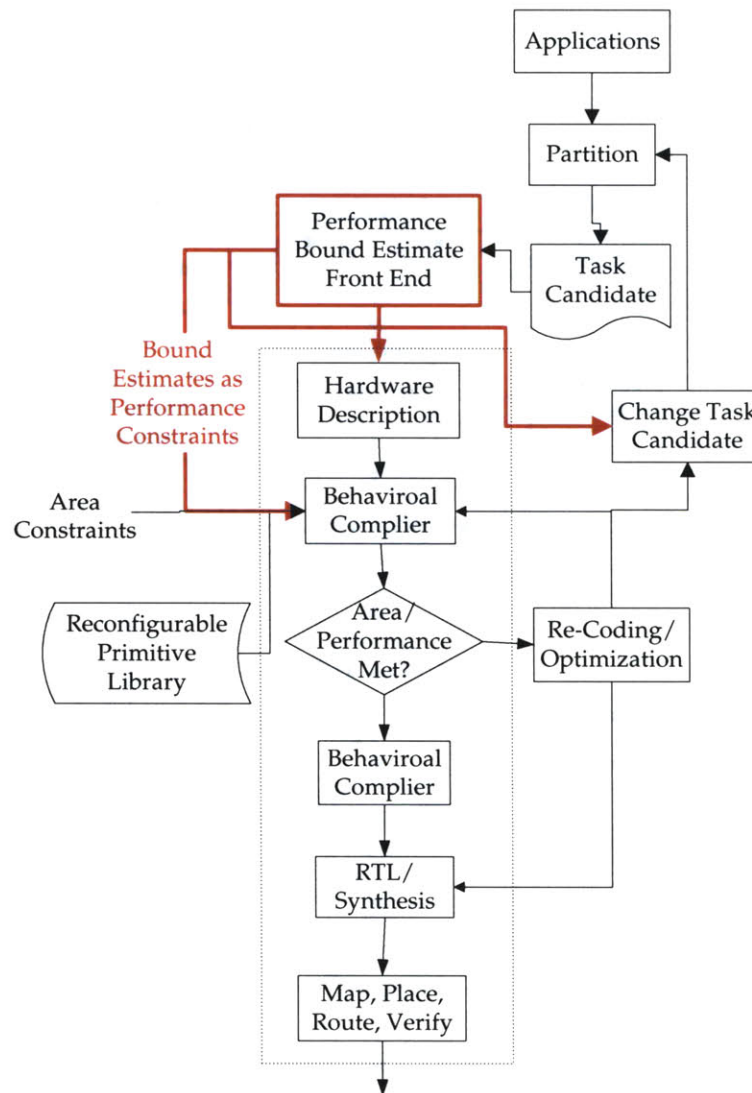 Applications
Partition
Performance
Bound Estimate
Front End
Task
Candidate
Bound
Estimates as
Performance
Constraints
Hardware
Description
Change Task
Candidate
Area
Constraints
Behaviroal
Complier
Reconfigurable
Primitive
Library
Area/
Performance
Met?
Re-Coding/
Optimization
Behaviroal
Complier
RTL/
Synthesis
Map, Place,
Route, Verify